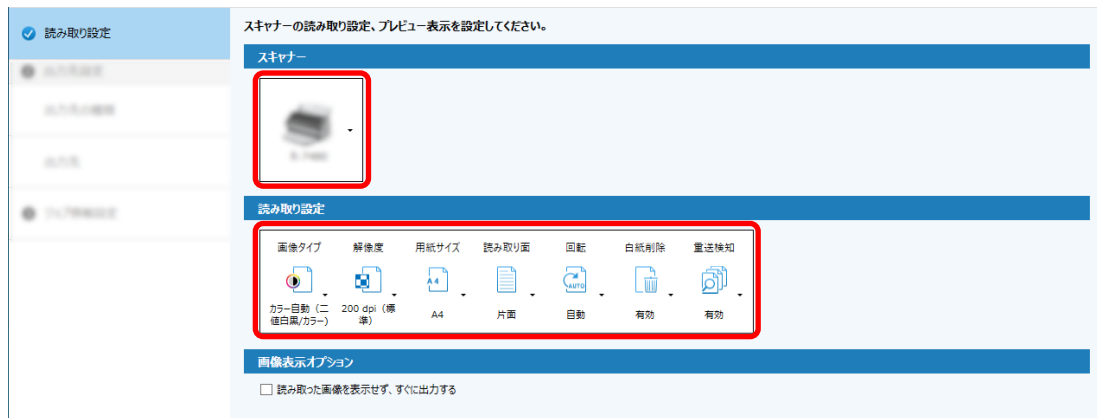 読み取り設定
スキャナーの読み取り設定、プレビュー表示を設定してください。
スキャナー
読み取り設定
画像タイプ 解像度 用紙サイズ 読み取り面 回転 白紙削除 重送検知
A4 AUTO
カラー自動（二値白黒/カラー） 200 dpi（標準） A4 片面 自動 有効 有効
画像表示オプション
読み取った画像を表示せず、すぐに出力する